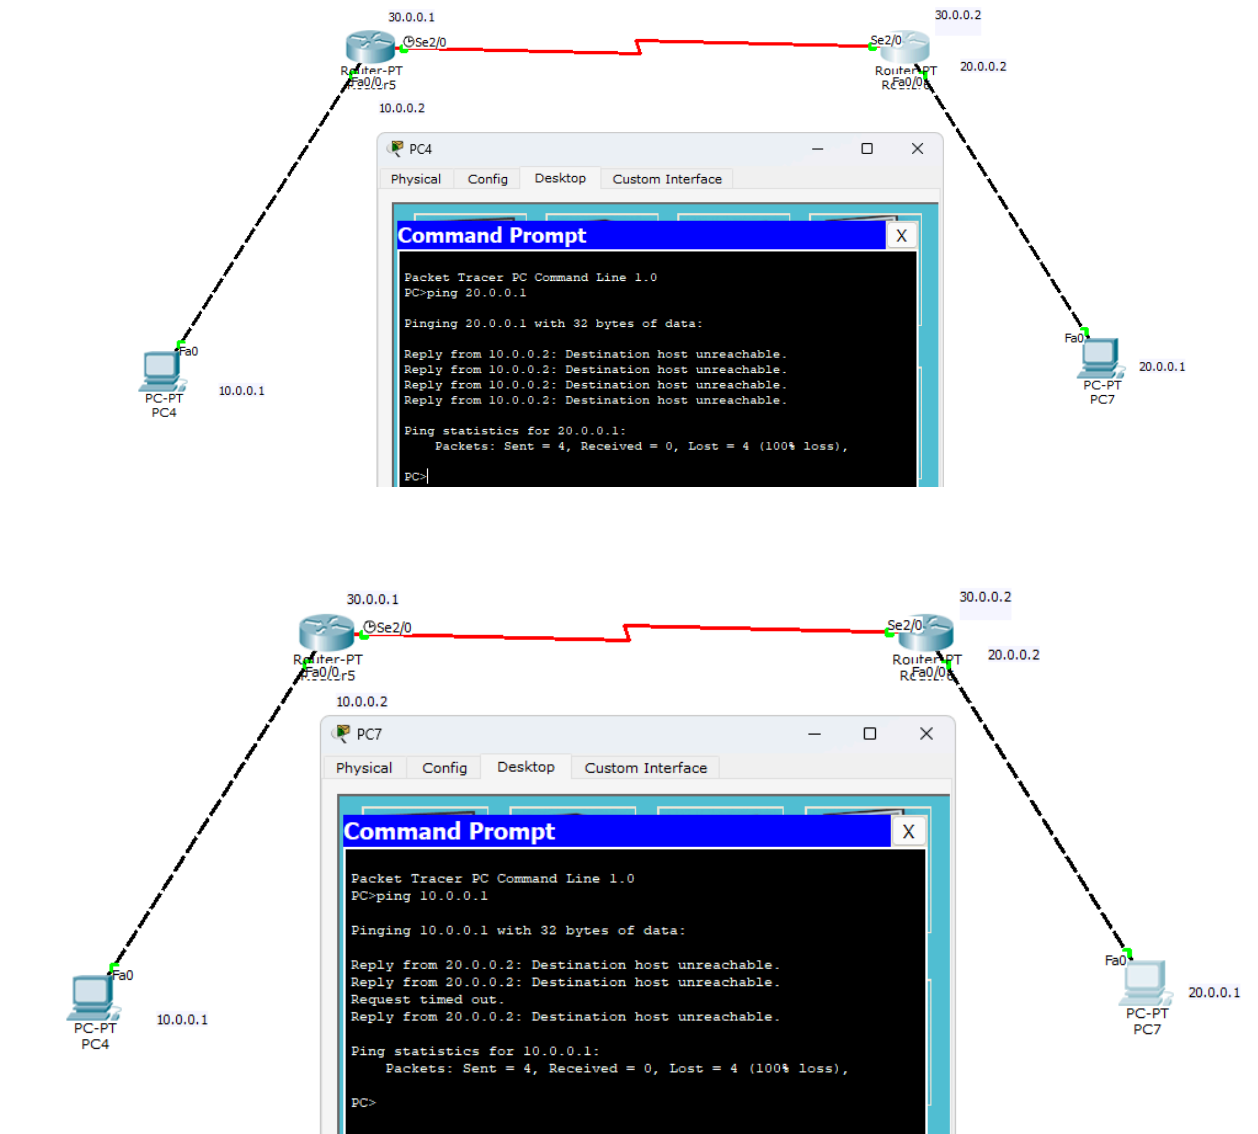 30.0.0.1
30.0.0.2
Se2/0
Se2/0
Router-PT
Fa0/0
Router-PT
Fa0/0
20.0.0.2
10.0.0.2
PC4
Physical Config Desktop Custom Interface
Command Prompt X
Packet Tracer PC Command Line 1.0
PC>ping 20.0.0.1
Pinging 20.0.0.1 with 32 bytes of data:
Reply from 10.0.0.2: Destination host unreachable.
Reply from 10.0.0.2: Destination host unreachable.
Reply from 10.0.0.2: Destination host unreachable.
Reply from 10.0.0.2: Destination host unreachable.
Ping statistics for 20.0.0.1:
Packets: Sent = 4, Received = 0, Lost = 4 (100% loss),
PC>
Fa0
PC-PT
PC4
10.0.0.1
Fa0
PC-PT
PC7
20.0.0.1
30.0.0.1
30.0.0.2
Se2/0
Se2/0
Router-PT
Fa0/0
Router-PT
Fa0/0
20.0.0.2
10.0.0.2
PC7
Physical Config Desktop Custom Interface
Command Prompt X
Packet Tracer PC Command Line 1.0
PC>ping 10.0.0.1
Pinging 10.0.0.1 with 32 bytes of data:
Reply from 20.0.0.2: Destination host unreachable.
Reply from 20.0.0.2: Destination host unreachable.
Request timed out.
Reply from 20.0.0.2: Destination host unreachable.
Ping statistics for 10.0.0.1:
Packets: Sent = 4, Received = 0, Lost = 4 (100% loss),
PC>
Fa0
PC-PT
PC4
10.0.0.1
Fa0
PC-PT
PC7
20.0.0.1